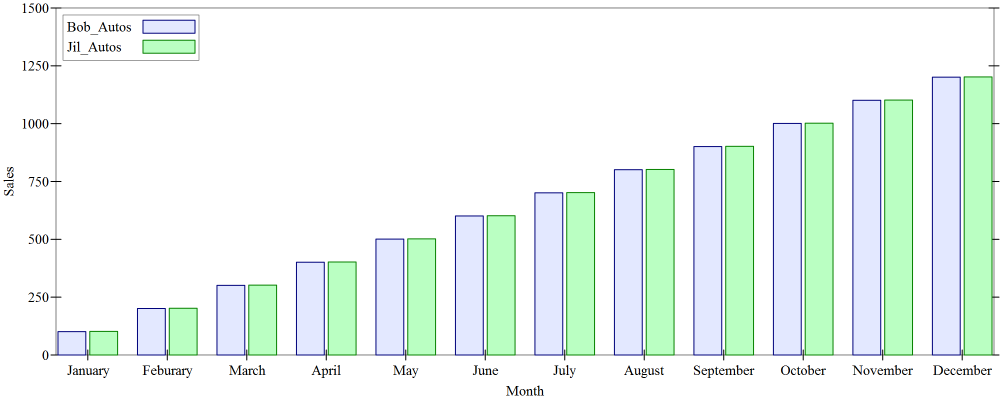 1500
Bob_Autos
Jil_Autos
1250
1000
750
500
250
0
Sales
January Feburary March April May June July August September October November December
Month